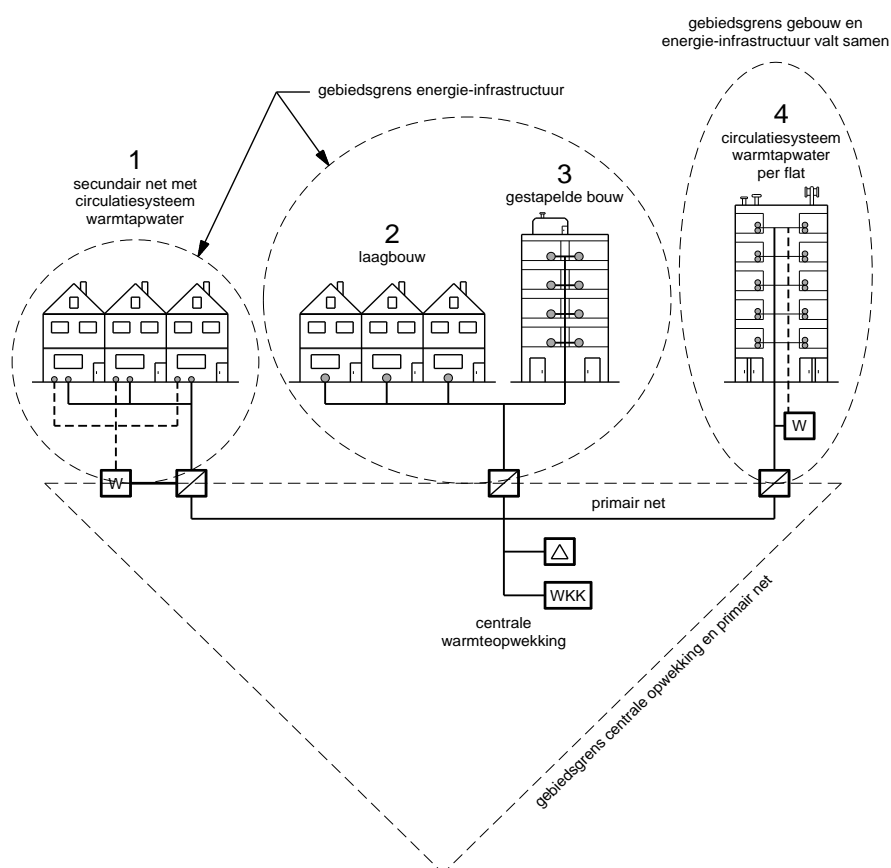 gebiedsgrens gebouw en
energie-infrastructuur valt samen
gebiedsgrens energie-infrastructuur
1
secundair net met
circulatiesysteem
warmtapwater
2
laagbouw
3
gestapelde bouw
4
circulatiesysteem
warmtapwater
per flat
W
W
primair net
WKK
centrale
warmteopwekking
gebiedsgrens centrale opwekking en primair net